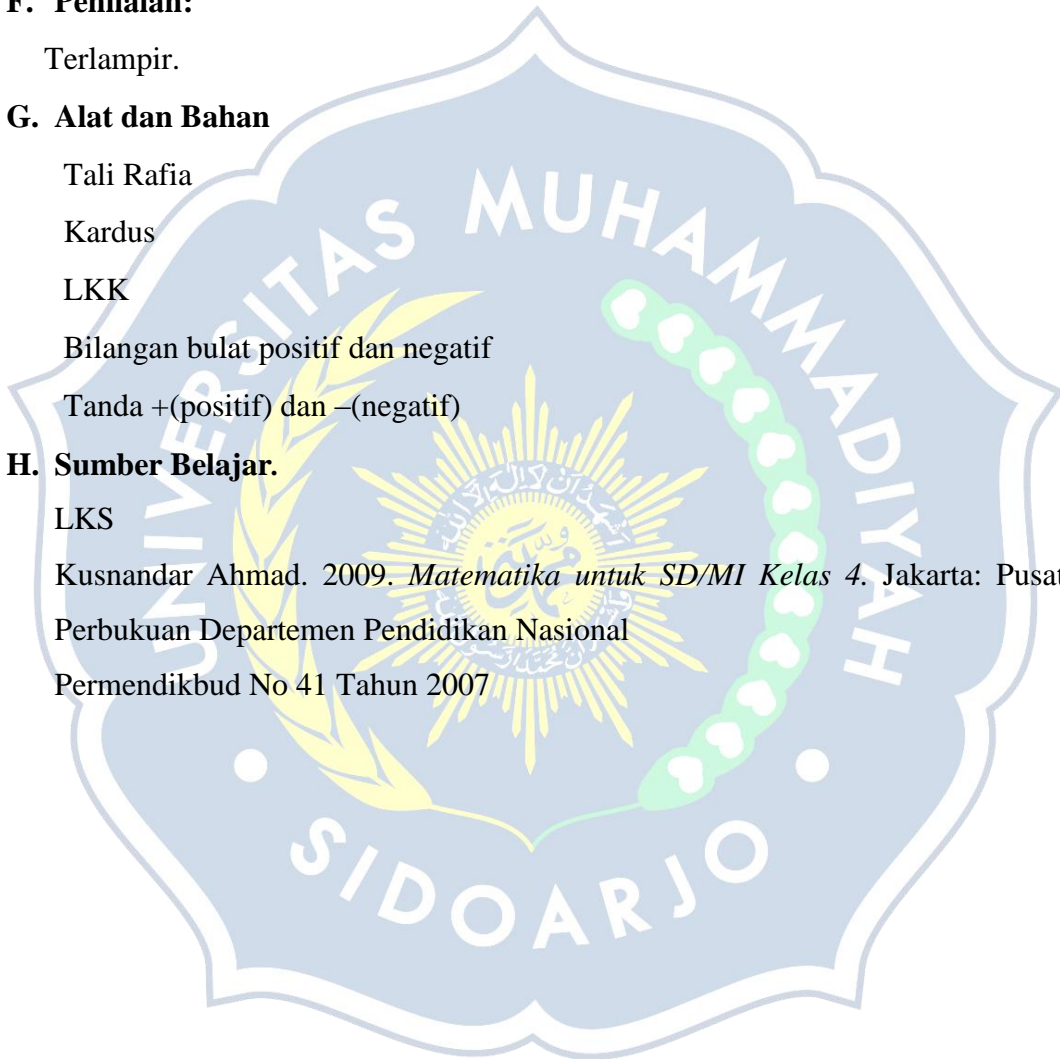 F. Penilaian:
Terlampir.
G. Alat dan Bahan
Tali Rafia
Kardus
LKK
Bilangan bulat positif dan negatif
Tanda +(positif) dan –(negatif)
H. Sumber Belajar.
LKS
Kusnandar Ahmad. 2009. Matematika untuk SD/MI Kelas 4. Jakarta: Pusat
Perbukuan Departemen Pendidikan Nasional
Permendikbud No 41 Tahun 2007
UNIVERSITAS MUHAMMADIYAH
SIDOARJO